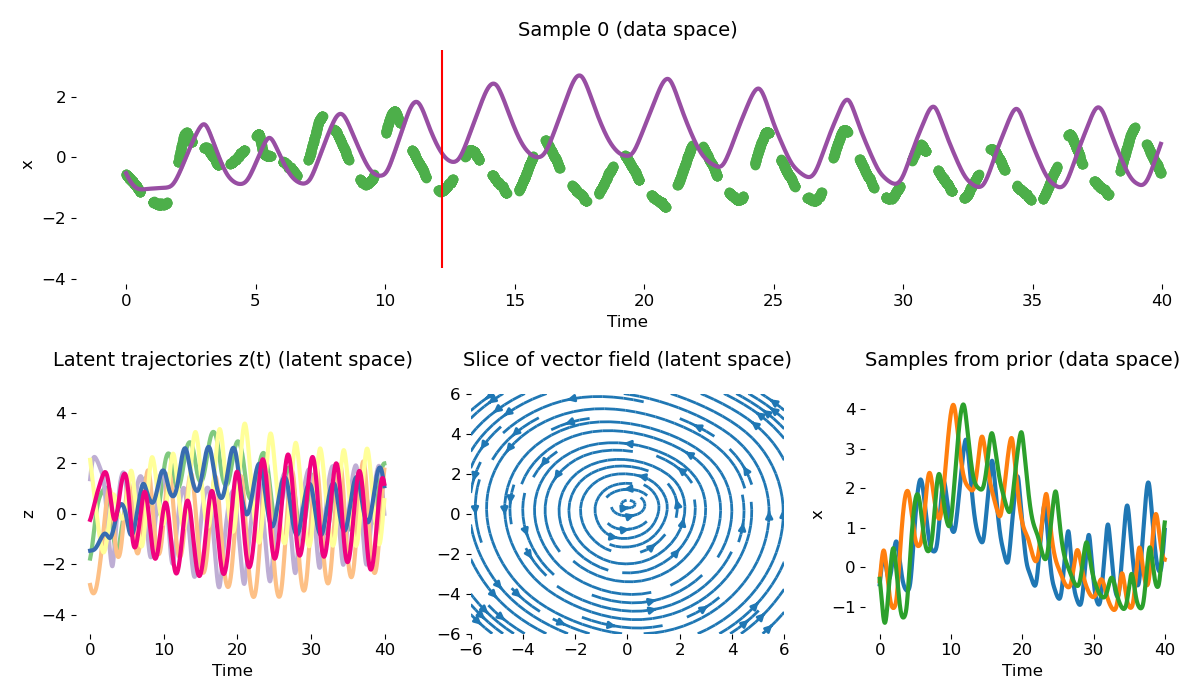 Sample 0 (data space)
x
2
0
−2
−4
0 5 10 15 20 25 30 35 40
Time
Latent trajectories z(t) (latent space)
z
4
2
0
−2
−4
0 10 20 30 40
Time
Slice of vector field (latent space)
6
4
2
0
−2
−4
−6
−6 −4 −2 0 2 4 6
Samples from prior (data space)
x
4
3
2
1
0
−1
0 10 20 30 40
Time